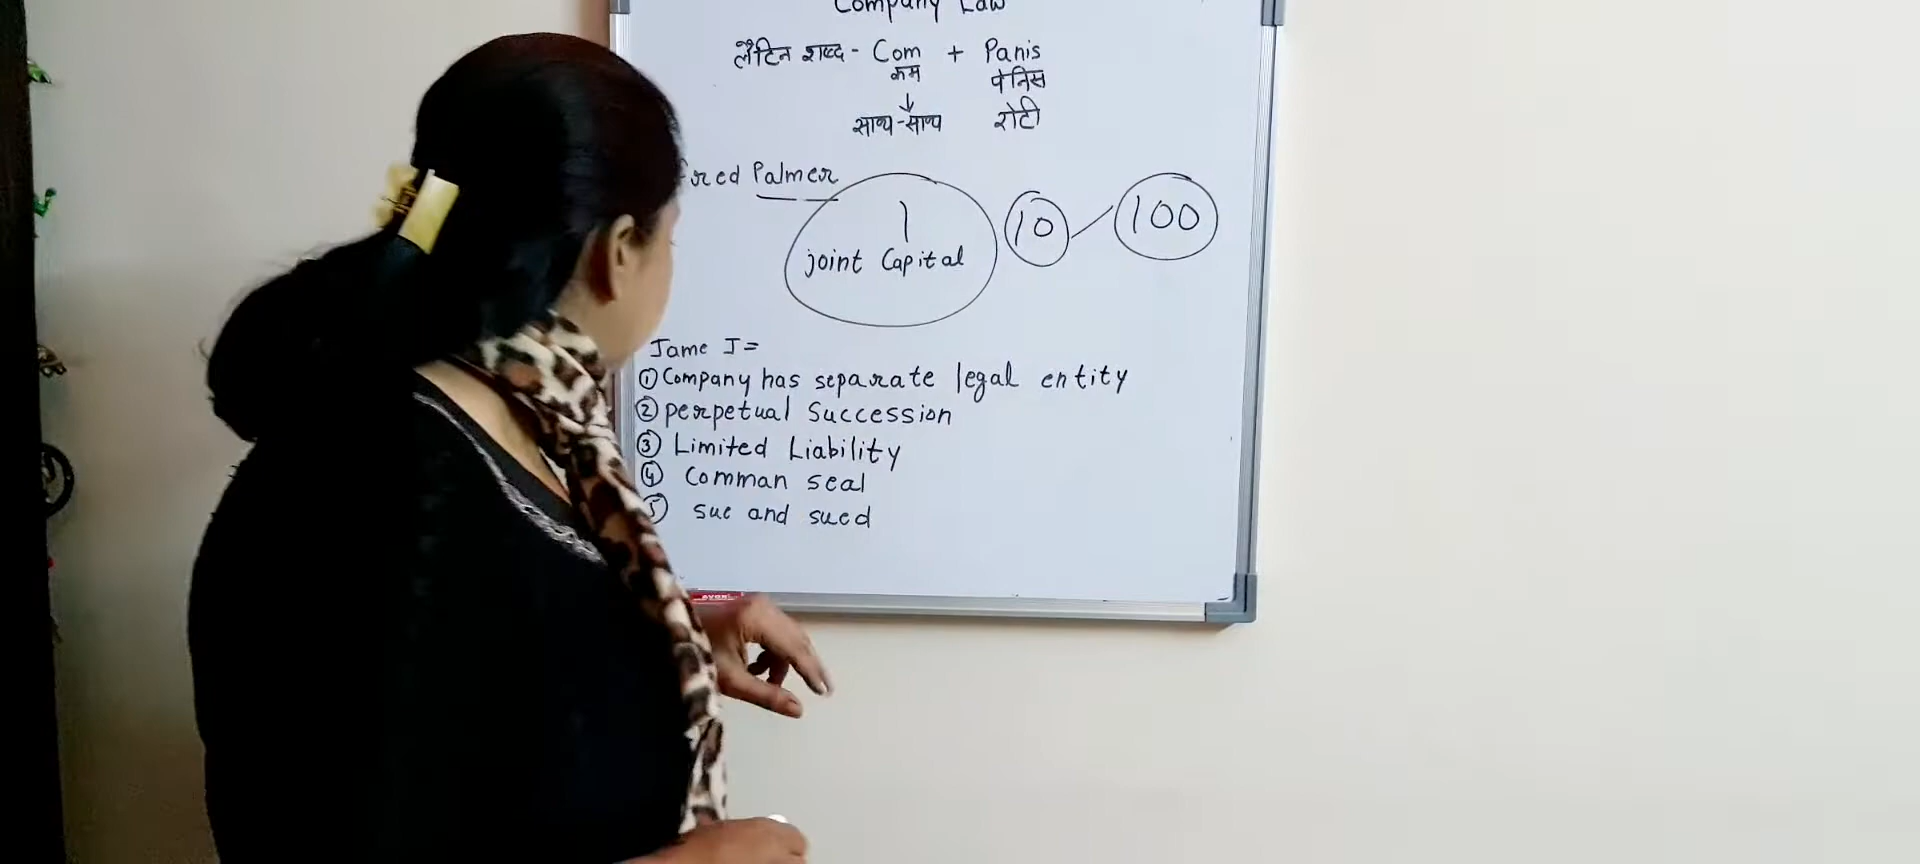 Company Law
लैटिन शब्द - Com + Panis
कम पेनिस
साथ-साथ रोटी
fred Palmer
1
joint Capital
10
100
Jame J=
① Company has separate legal entity
② perpetual succession
③ Limited Liability
④ Comman seal
⑤ sue and sued